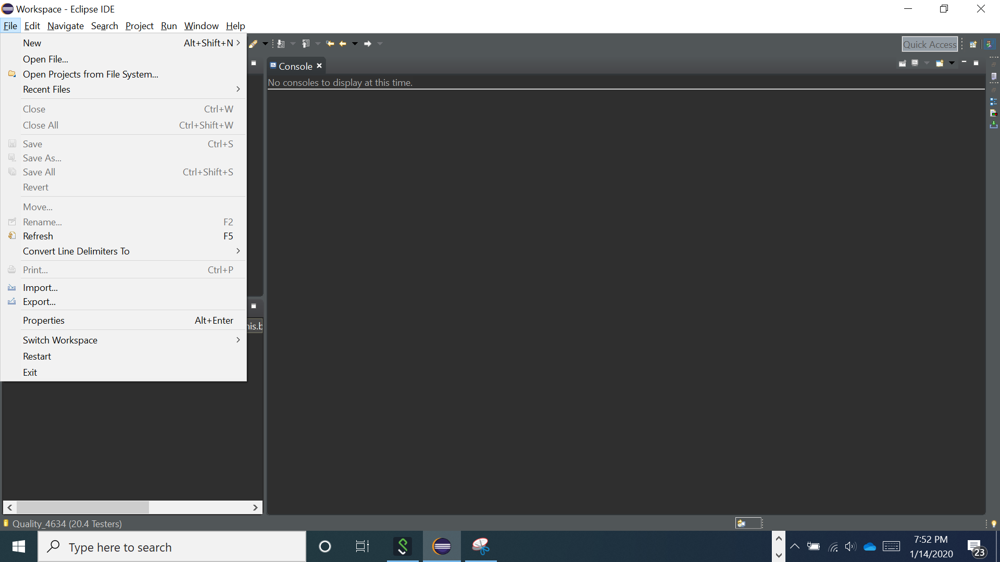 Workspace - Eclipse IDE
File Edit Navigate Search Project Run Window Help
New Alt+Shift+N
Open File...
Open Projects from File System...
Recent Files
Close Ctrl+W
Close All Ctrl+Shift+W
Save Ctrl+S
Save As...
Save All Ctrl+Shift+S
Revert
Move...
Rename... F2
Refresh F5
Convert Line Delimiters To
Print... Ctrl+P
Import...
Export...
Properties Alt+Enter
Switch Workspace
Restart
Exit
Quick Access
Console
No consoles to display at this time.
his.b
Quality_4634 (20.4 Testers)
Type here to search
7:52 PM
1/14/2020
23